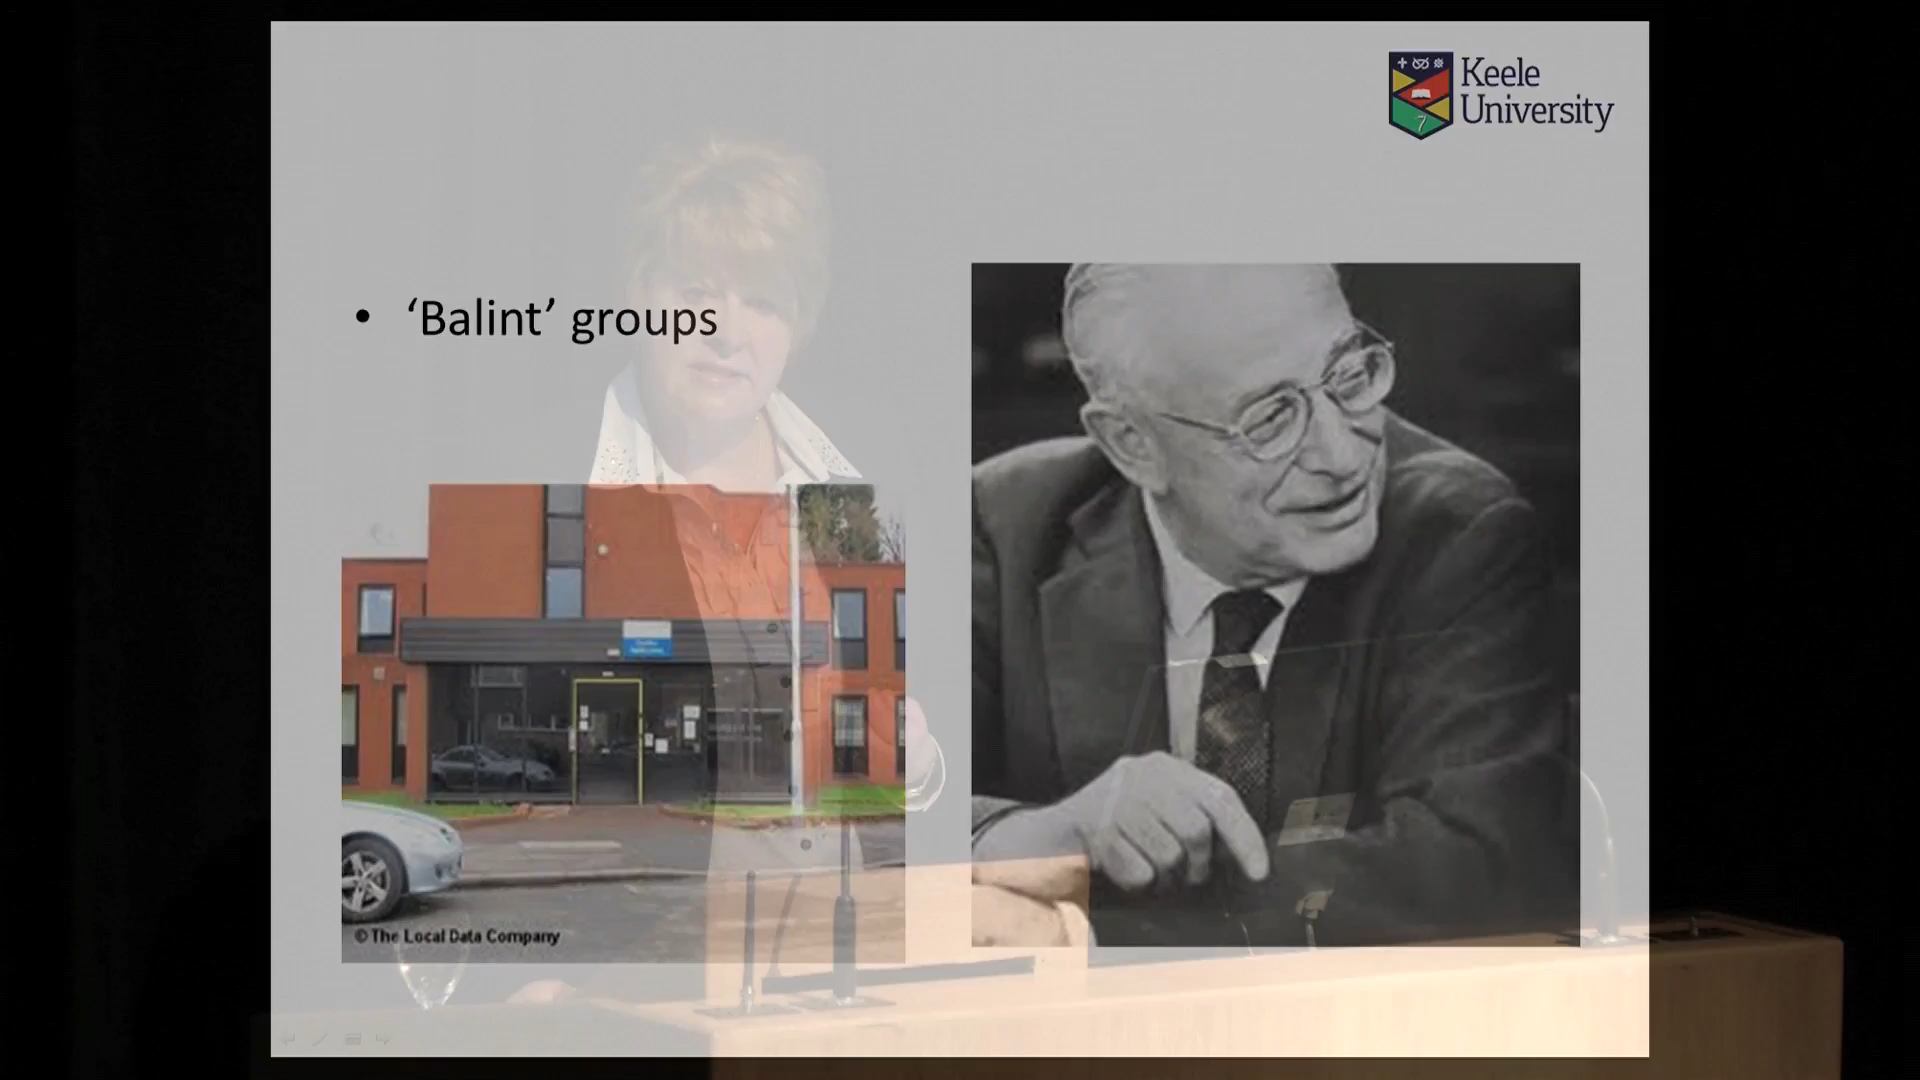 Keele
University
• ‘Balint’ groups
© The Local Data Company